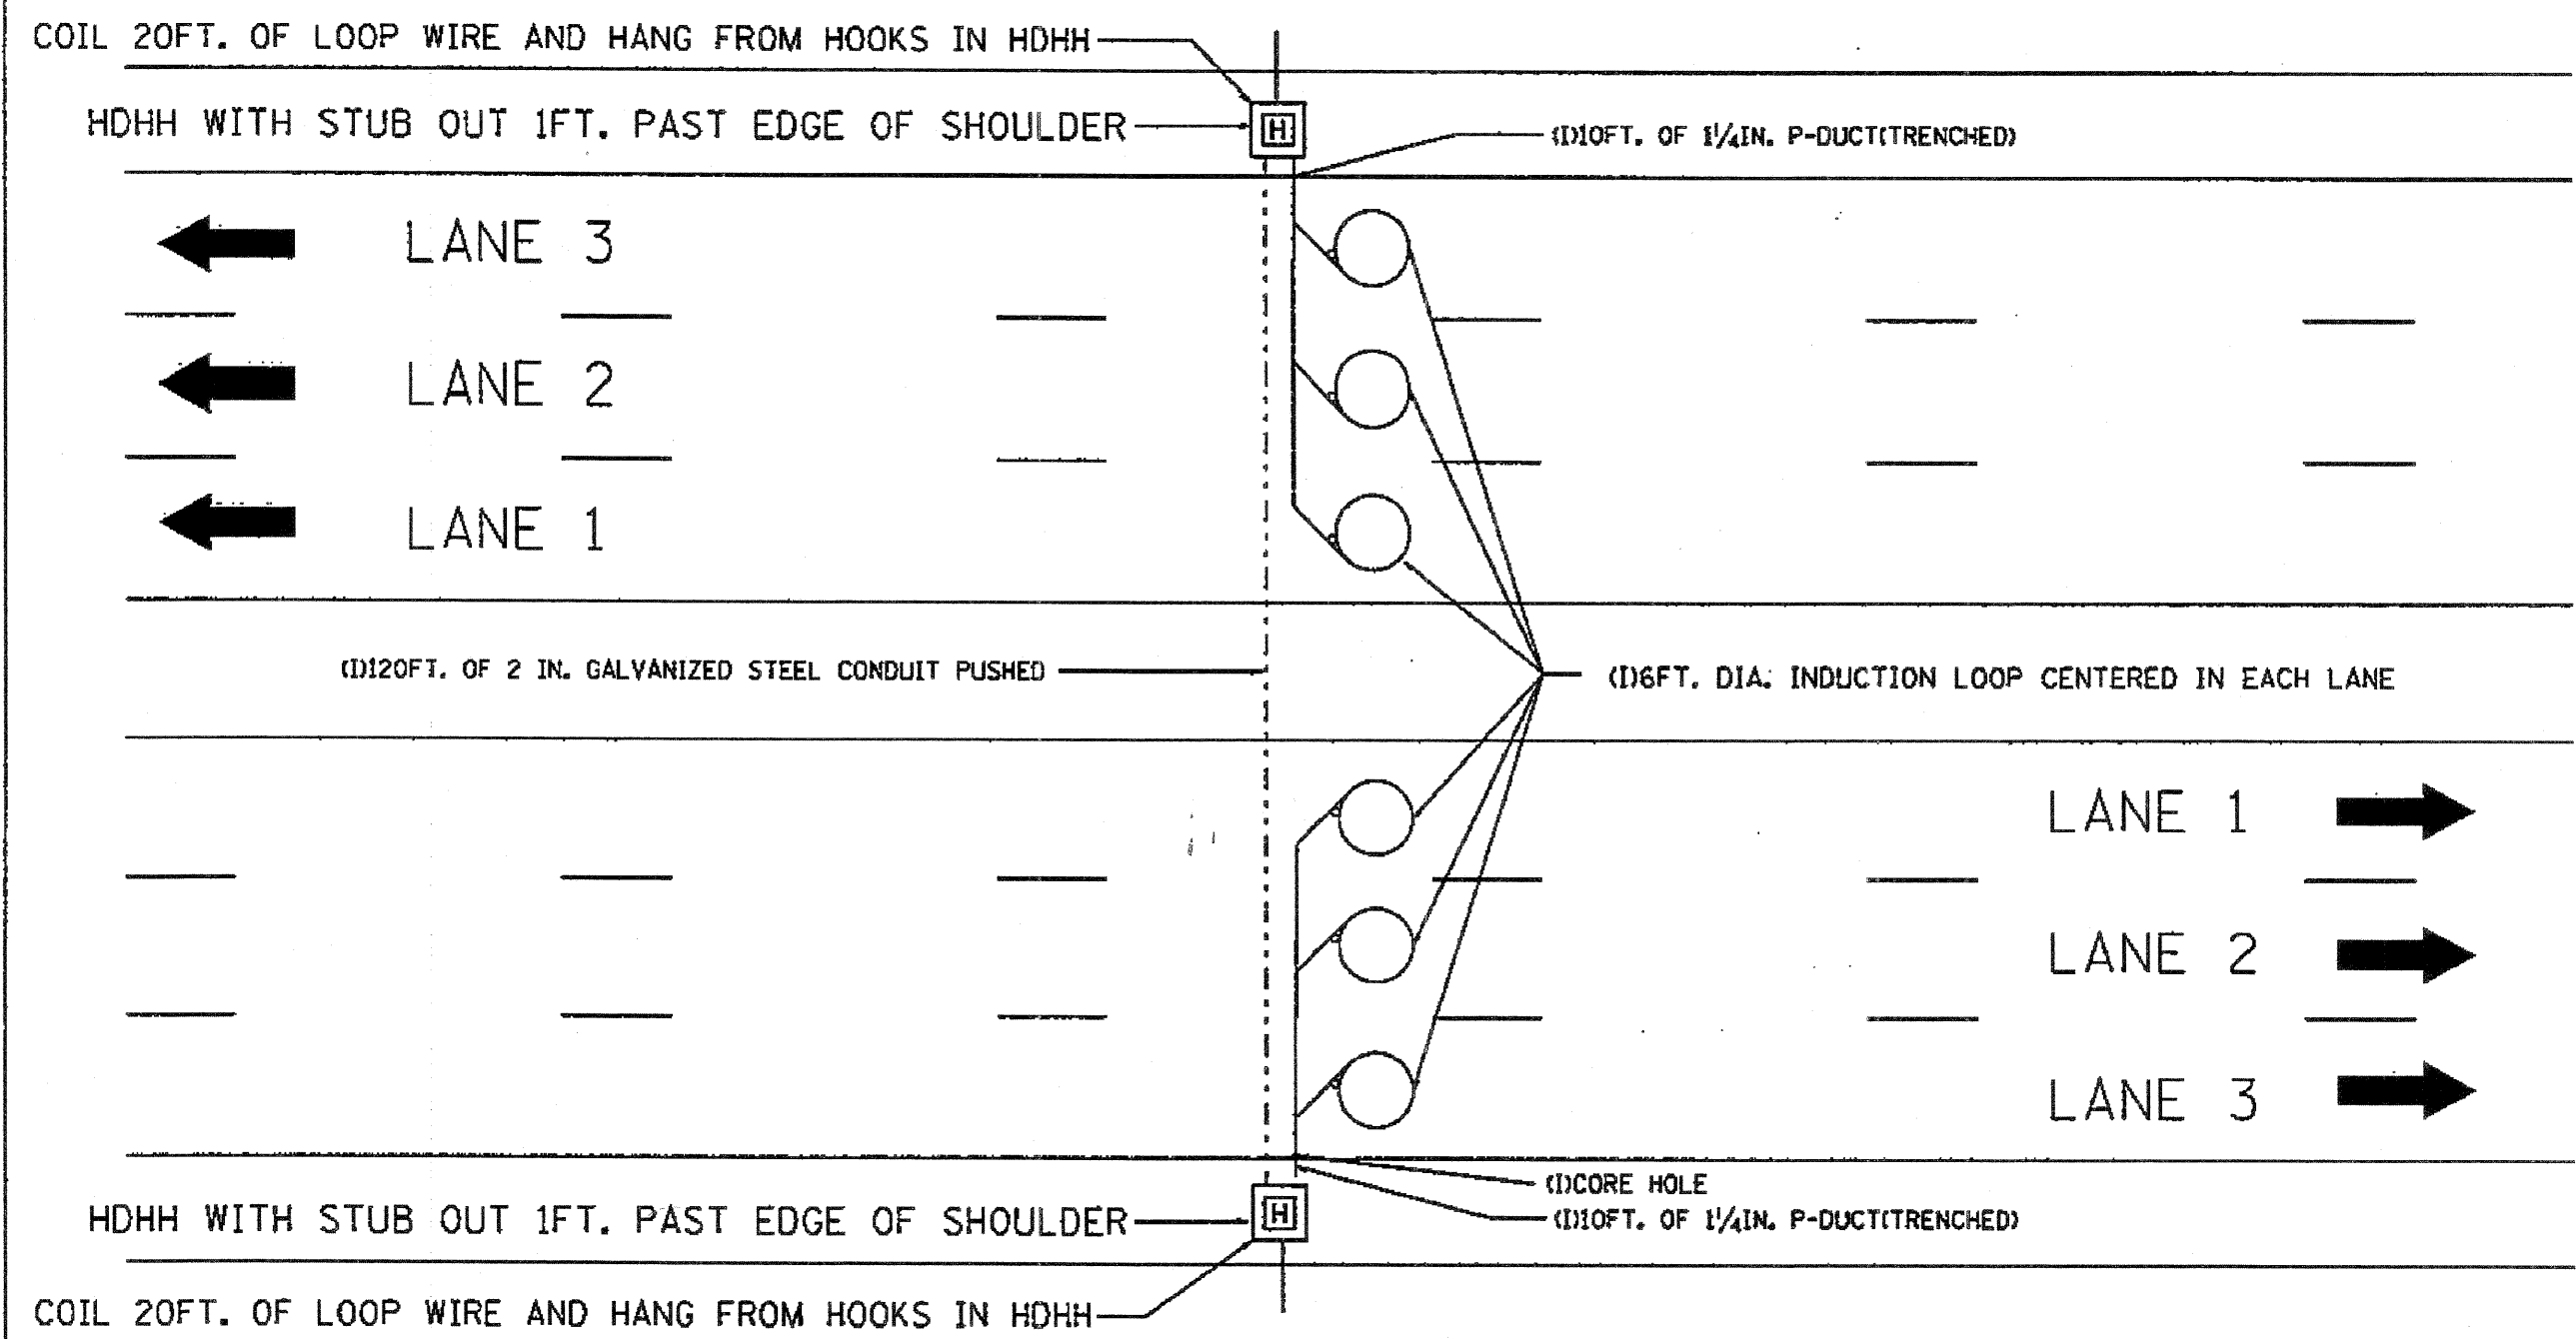 COIL 20FT. OF LOOP WIRE AND HANG FROM HOOKS IN HDHH
HDHH WITH STUB OUT 1FT. PAST EDGE OF SHOULDER
H
(I)10FT. OF 1 1/4IN. P-DUCT(TRENCHED)
LANE 3
LANE 2
LANE 1
(I)120FT. OF 2 IN. GALVANIZED STEEL CONDUIT PUSHED
(I)6FT. DIA. INDUCTION LOOP CENTERED IN EACH LANE
LANE 1
LANE 2
LANE 3
(I)CORE HOLE
(I)10FT. OF 1 1/4IN. P-DUCT(TRENCHED)
HDHH WITH STUB OUT 1FT. PAST EDGE OF SHOULDER
H
COIL 20FT. OF LOOP WIRE AND HANG FROM HOOKS IN HDHH